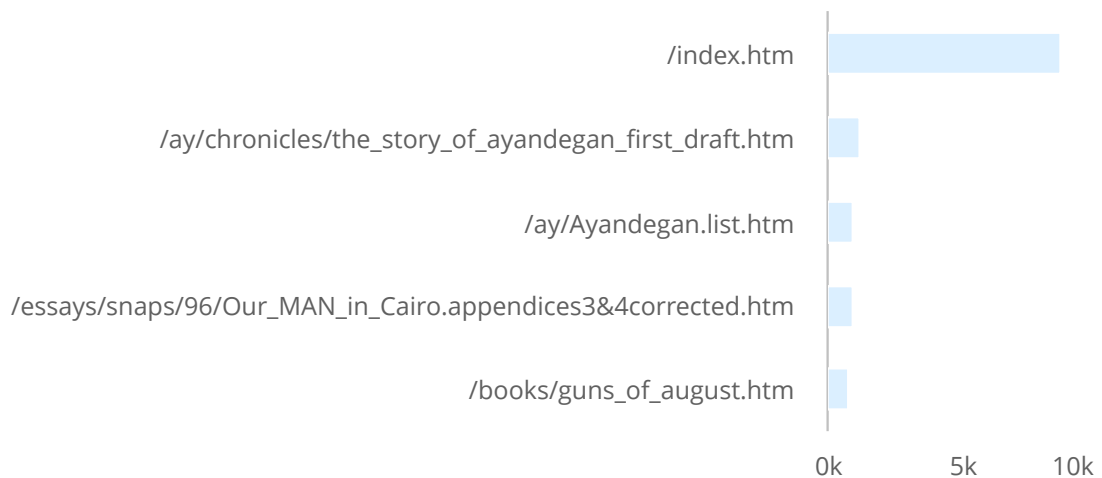 /index.htm
/ay/chronicles/the_story_of_ayandegan_first_draft.htm
/ay/Ayandegan.list.htm
/essays/snaps/96/Our_MAN_in_Cairo.appendices3&4corrected.htm
/books/guns_of_august.htm
0k 5k 10k